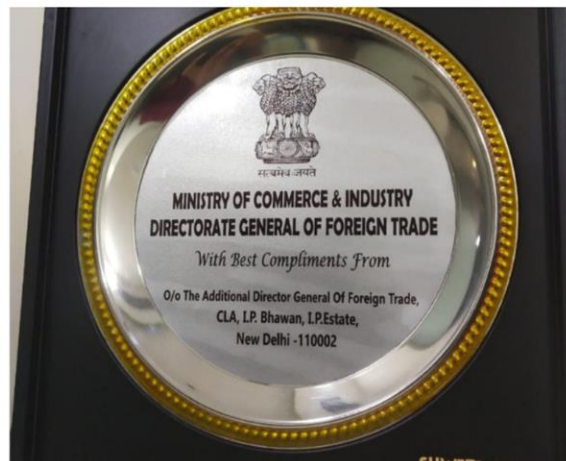 सत्यमेव जयते
MINISTRY OF COMMERCE & INDUSTRY
DIRECTORATE GENERAL OF FOREIGN TRADE
With Best Compliments From
O/o The Additional Director General Of Foreign Trade,
CLA, I.P. Bhawan, I.P.Estate,
New Delhi -110002